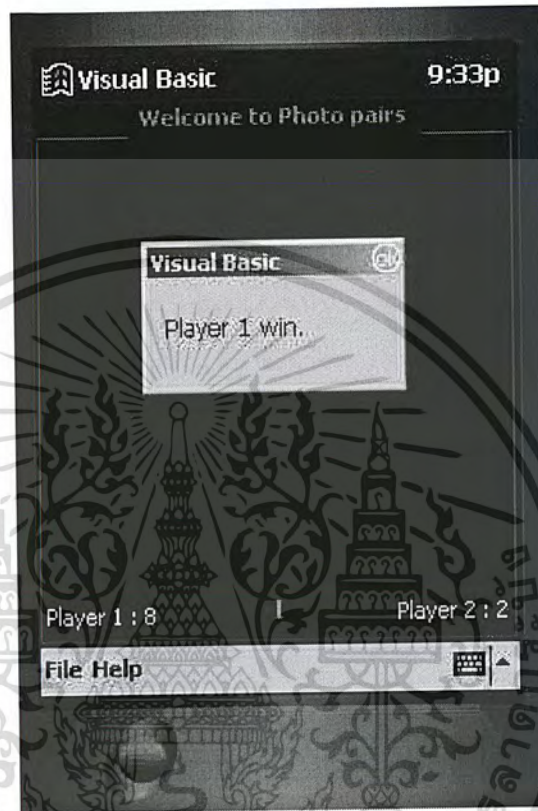 Visual Basic 9:33p
Welcome to Photo pairs
Visual Basic ok
Player 1 win.
Player 1 : 8 Player 2 : 2
File Help